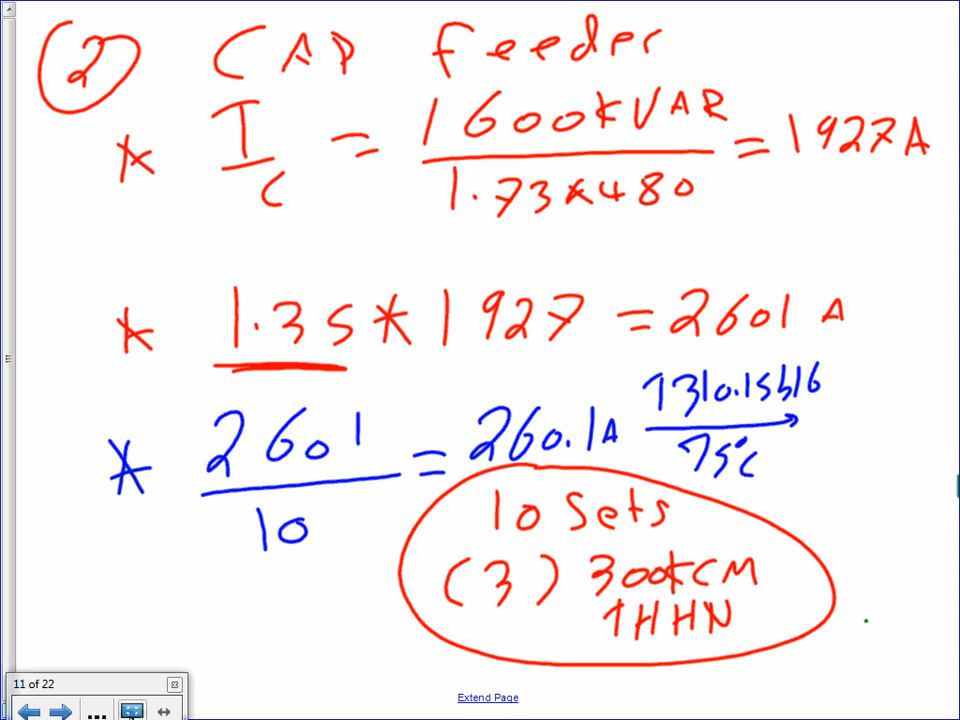 (2) CAP feeder
* I_C = 1600KVAR / 1.73*480 = 1927A
* 1.35*1927 = 2601 A
* 2601 / 10 = 260.1A T310.15b16 / 75°C →
10 Sets
(3) 300KCM
THHN
Extend Page
11 of 22
...